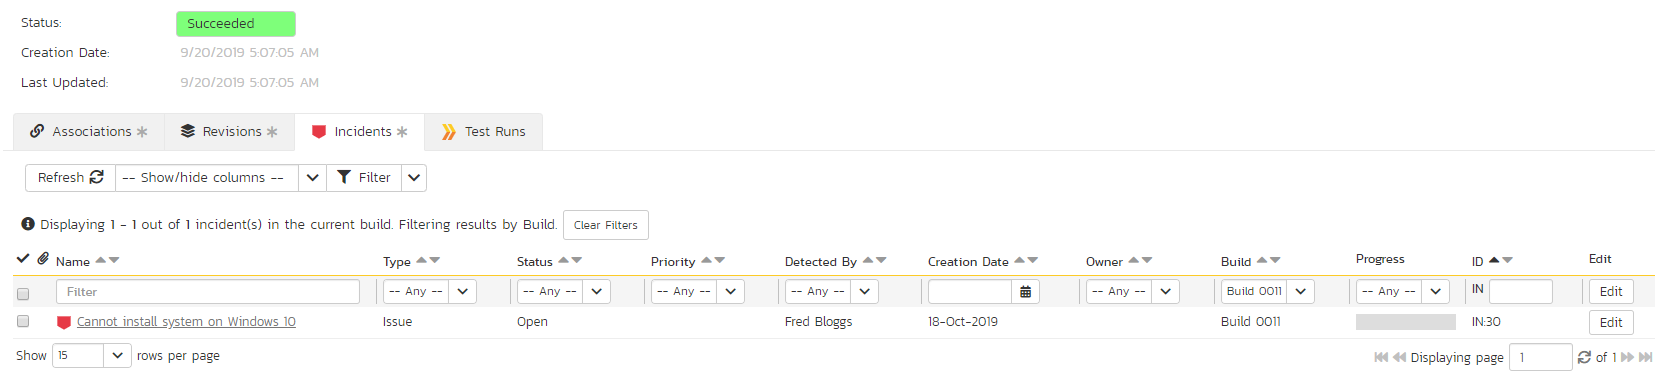 Status: Succeeded
Creation Date: 9/20/2019 5:07:05 AM
Last Updated: 9/20/2019 5:07:05 AM
Associations Revisions Incidents Test Runs
Refresh -- Show/hide columns -- Filter
Displaying 1 - 1 out of 1 incident(s) in the current build. Filtering results by Build. Clear Filters
Name Type Status Priority Detected By Creation Date Owner Build Progress ID Edit
Filter -- Any -- -- Any -- -- Any -- -- Any -- -- Any -- Build 0011 -- Any -- IN Edit
Cannot install system on Windows 10 Issue Open Fred Bloggs 18-Oct-2019 Build 0011 IN:30 Edit
Show 15 rows per page Displaying page 1 of 1